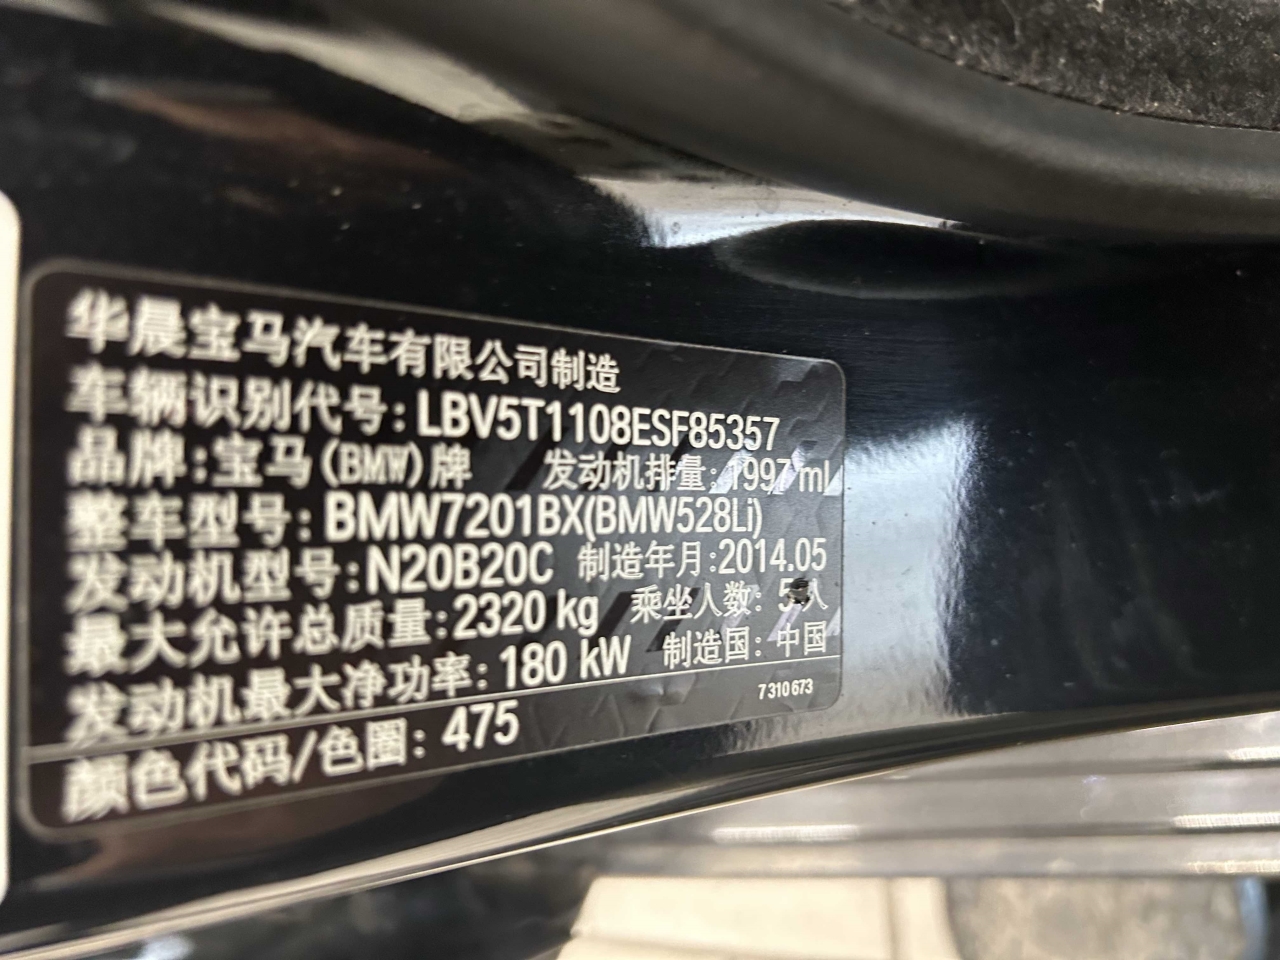 华晨宝马汽车有限公司制造
车辆识别代号:LBV5T1108ESF85357
品牌:宝马(BMW)牌 发动机排量:1997 ml
整车型号:BMW7201BX(BMW528Li)
发动机型号:N20B20C 制造年月:2014.05
最大允许总质量:2320 kg 乘坐人数:5人
发动机最大净功率:180 kW 制造国:中国
7310673
颜色代码/色圈:475